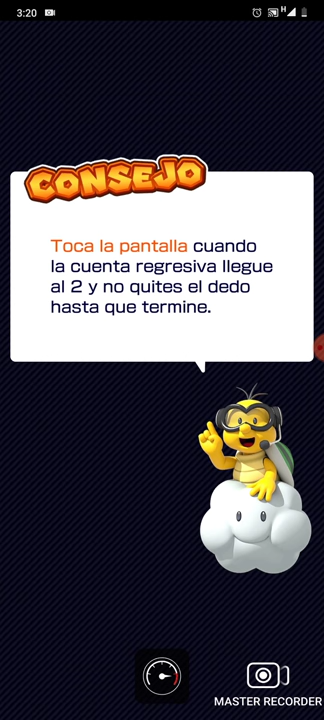 3:20
H
CONSEJO
Toca la pantalla cuando
la cuenta regresiva llegue
al 2 y no quites el dedo
hasta que termine.
MASTER RECORDER